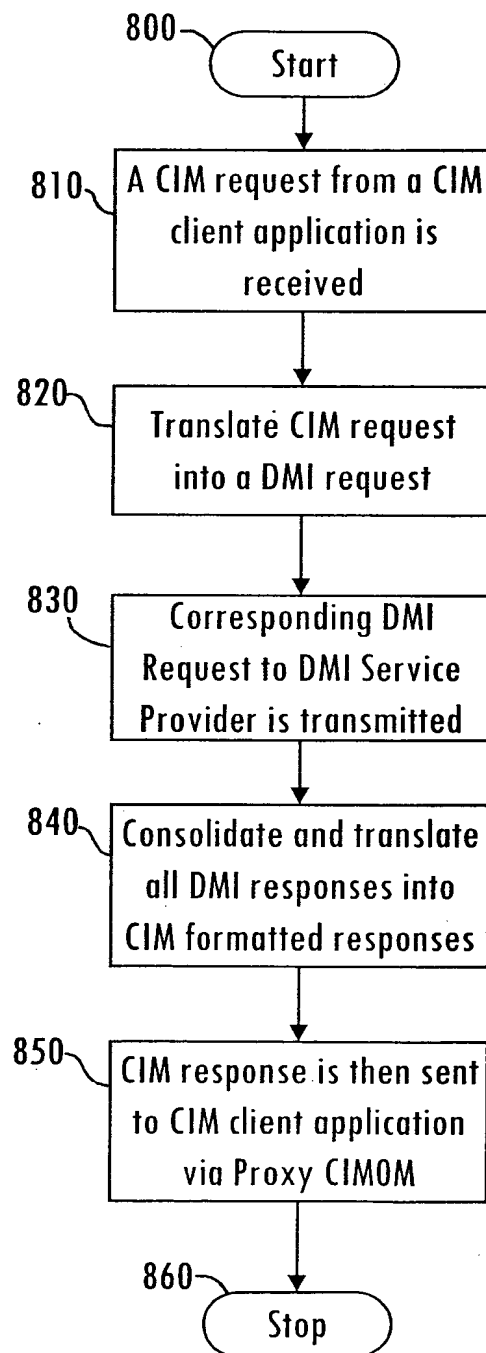 800
Start
810
A CIM request from a CIM
client application is
received
820
Translate CIM request
into a DMI request
830
Corresponding DMI
Request to DMI Service
Provider is transmitted
840
Consolidate and translate
all DMI responses into
CIM formatted responses
850
CIM response is then sent
to CIM client application
via Proxy CIMOM
860
Stop